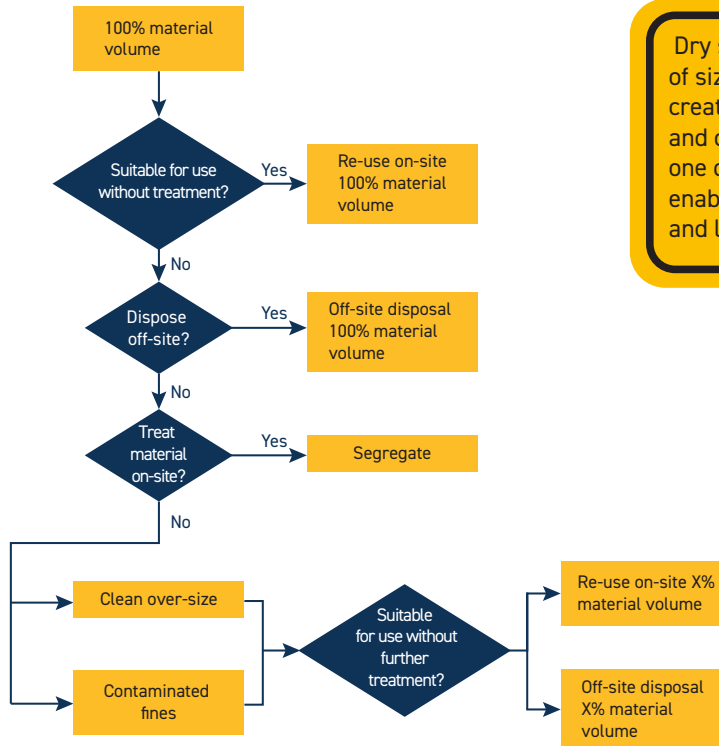 100% material
volume
Suitable for use
without treatment?
Yes
Re-use on-site
100% material
volume
No
Dispose
off-site?
Yes
Off-site disposal
100% material
volume
No
Treat
material
on-site?
Yes
Segregate
No
Clean over-size
Contaminated
fines
Suitable
for use without
further
treatment?
Re-use on-site X%
material volume
Off-site disposal
X% material
volume
Dry
of siz
creat
and
one
enab
and